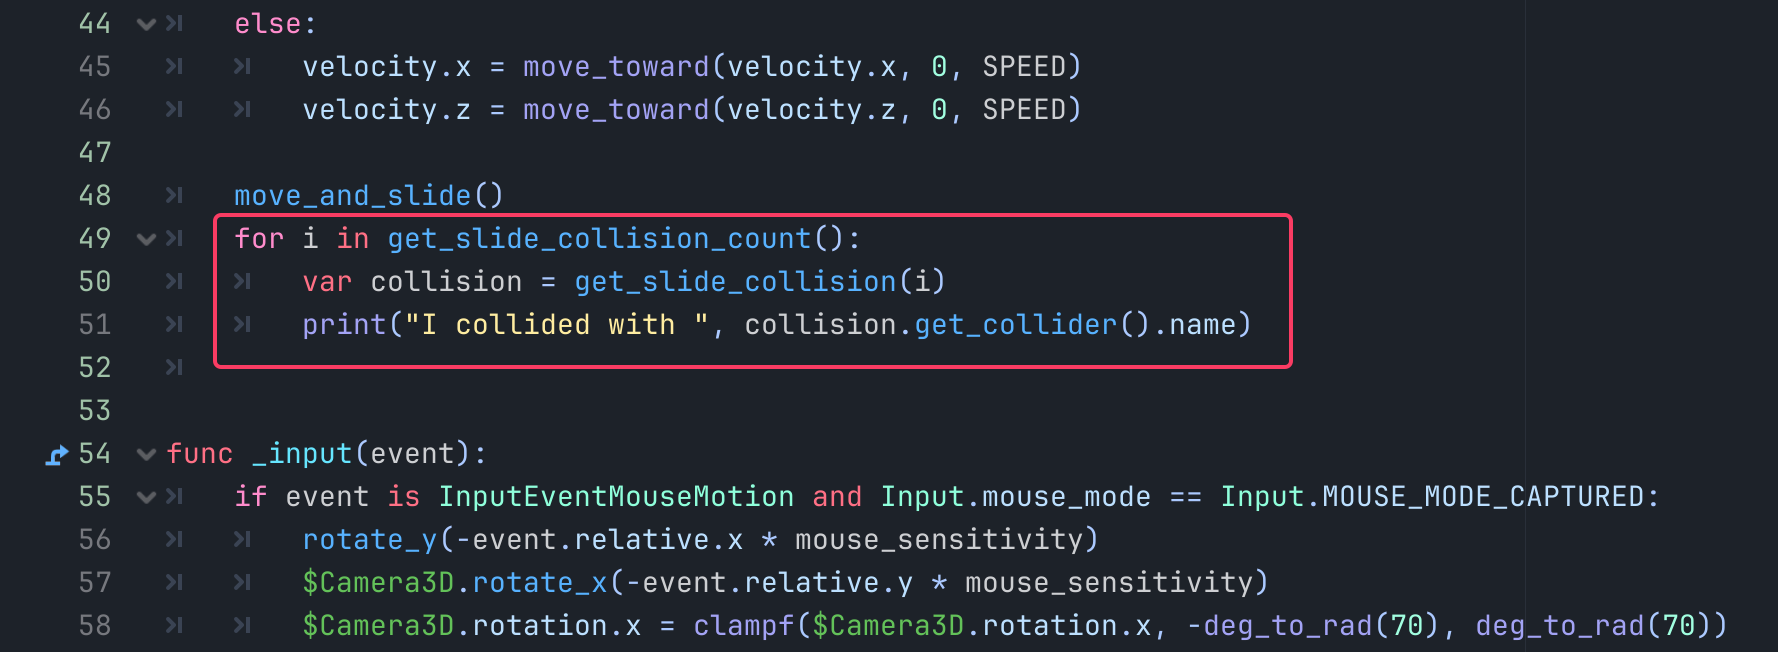 44 else:
45 velocity.x = move_toward(velocity.x, 0, SPEED)
46 velocity.z = move_toward(velocity.z, 0, SPEED)
47
48 move_and_slide()
49 for i in get_slide_collision_count():
50 var collision = get_slide_collision(i)
51 print("I collided with ", collision.get_collider().name)
52
53
54 func _input(event):
55 if event is InputEventMouseMotion and Input.mouse_mode == Input.MOUSE_MODE_CAPTURED:
56 rotate_y(-event.relative.x * mouse_sensitivity)
57 $Camera3D.rotate_x(-event.relative.y * mouse_sensitivity)
58 $Camera3D.rotation.x = clampf($Camera3D.rotation.x, -deg_to_rad(70), deg_to_rad(70))